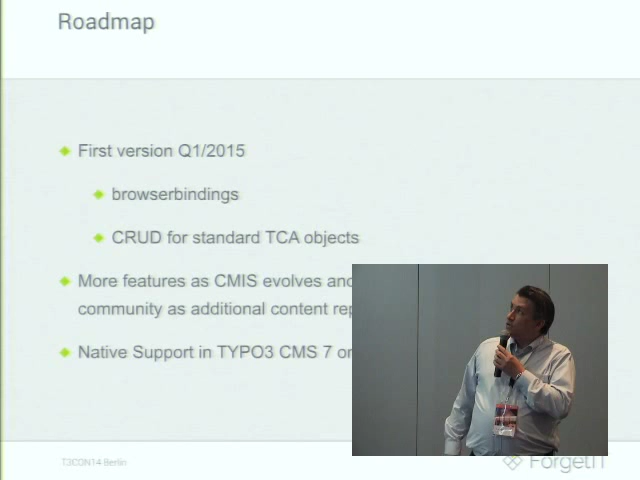 Roadmap
First version Q1/2015
browserbindings
CRUD for standard TCA objects
More features as CMIS evolves and
community as additional content rep
Native Support in TYPO3 CMS 7 or
T3CON14 Berlin
ForgetIT